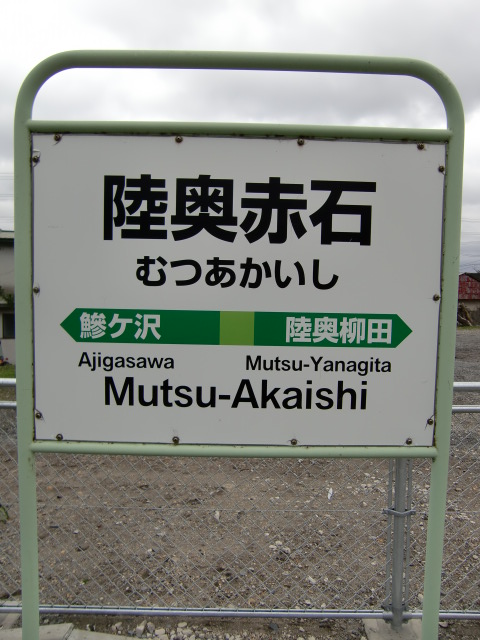 陸奥赤石
むつあかいし
鰺ケ沢 陸奥柳田
Ajigasawa Mutsu-Yanagita
Mutsu-Akaishi